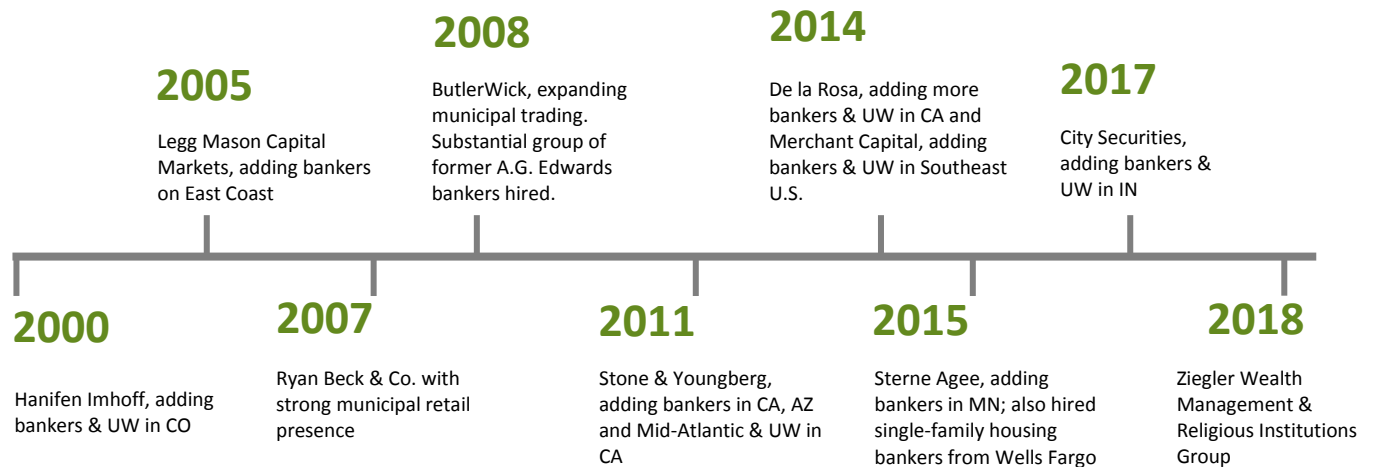 2000
Hanifen Imhoff, adding
bankers & UW in CO
2005
Legg Mason Capital
Markets, adding bankers
on East Coast
2007
Ryan Beck & Co. with
strong municipal retail
presence
2008
ButlerWick, expanding
municipal trading.
Substantial group of
former A.G. Edwards
bankers hired.
2011
Stone & Youngberg,
adding bankers in CA, AZ
and Mid-Atlantic & UW in
CA
2014
De la Rosa, adding more
bankers & UW in CA and
Merchant Capital, adding
bankers & UW in Southeast
U.S.
2015
Sterne Agee, adding
bankers in MN; also hired
single-family housing
bankers from Wells Fargo
2017
City Securities,
adding bankers &
UW in IN
2018
Ziegler Wealth
Management &
Religious Institutions
Group